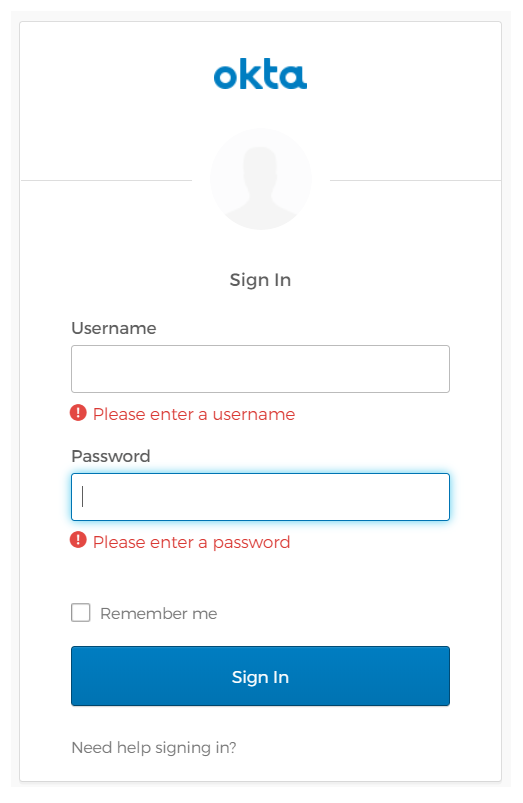 okta
Sign In
Username
Please enter a username
Password
Please enter a password
Remember me
Sign In
Need help signing in?